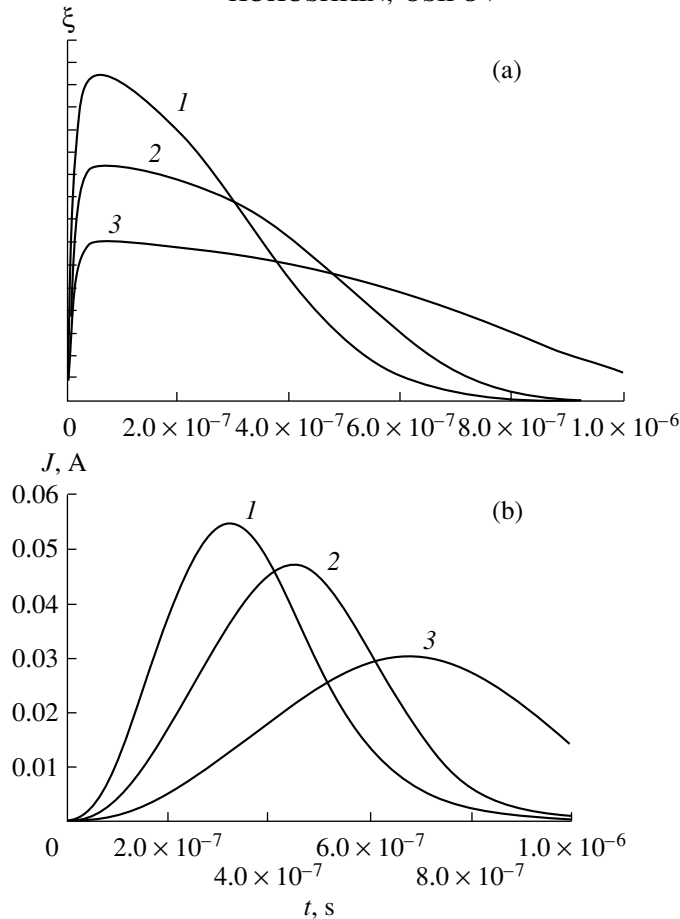 ξ
(a)
1
2
3
0 2.0 × 10⁻⁷ 4.0 × 10⁻⁷ 6.0 × 10⁻⁷ 8.0 × 10⁻⁷ 1.0 × 10⁻⁶
J, A
0.06
(b)
1
0.05
2
0.04
3
0.03
0.02
0.01
0 2.0 × 10⁻⁷ 6.0 × 10⁻⁷ 1.0 × 10⁻⁶
4.0 × 10⁻⁷ 8.0 × 10⁻⁷
t, s